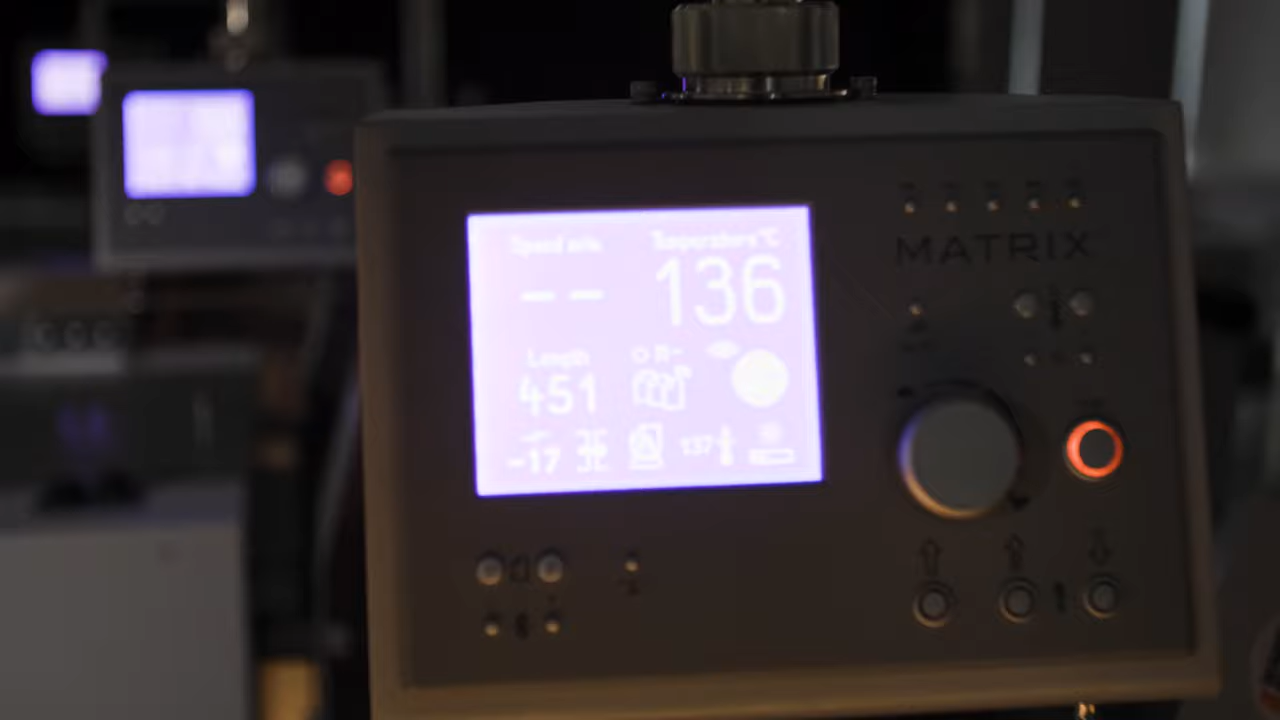 Speed m/m
Temperature °C
– –
136
Length
451
-17
137
MATRIX